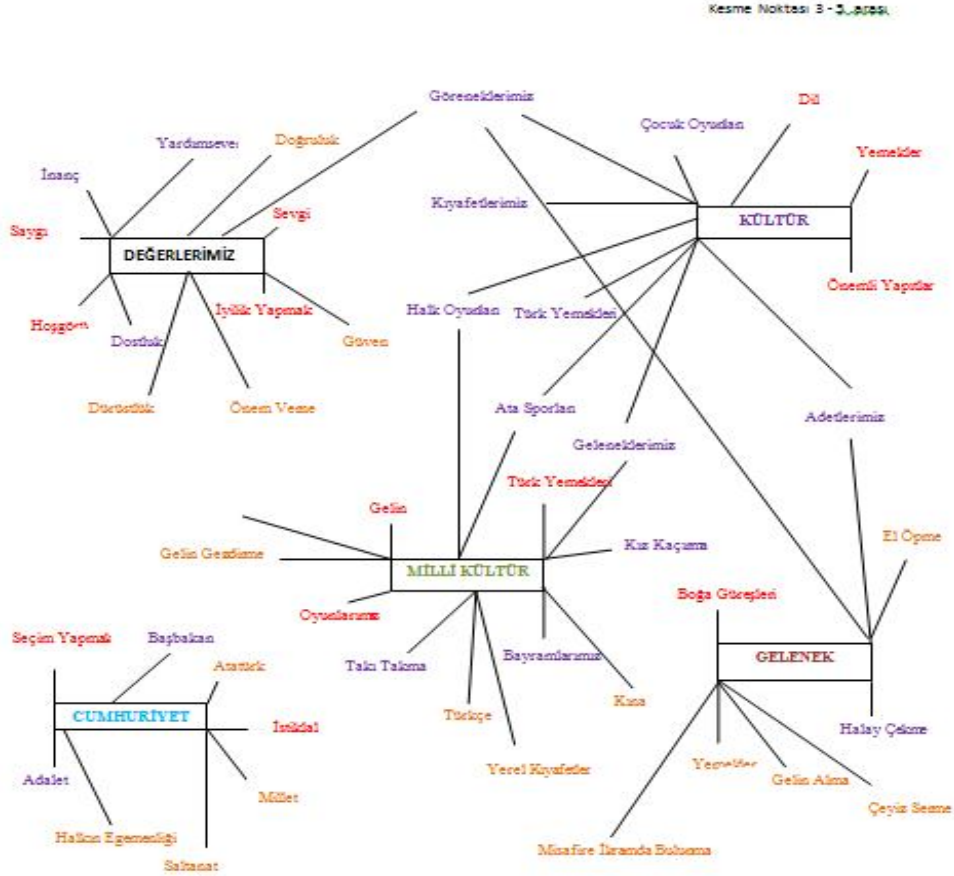 Kesme Noktası 3 - 5 arası
Göreneklerimiz
Dil
Çocuk Oyunları
Doğruluk
Yardımsever
Yemekler
İnanç
Kıyafetlerimiz
Sevgi
Saygı
KÜLTÜR
DEĞERLERİMİZ
Önemli Yapıtlar
Halk Oyunları
Türk Yemekleri
İyilik Yapmak
Hoşgörü
Dostluk
Güven
Dürüstlük
Önem Verme
Ata Sporları
Adetlerimiz
Geleneklerimiz
Türk Yemekleri
Gelin
El Öpme
Kız Kaçırma
Gelin Gezdirme
MİLLİ KÜLTÜR
Boğa Güreşleri
Oyunlarımız
Seçim Yapmak
Başbakan
Bayramlarımız
GELENEK
Takı Takma
Atatürk
Kına
CUMHURİYET
Türkçe
İstiklal
Halay Çekme
Yemekler
Yerel Kıyafetler
Adalet
Gelin Alma
Millet
Çeyiz Serme
Halkın Egemenliği
Misafire İkramda Bulunma
Saltanat